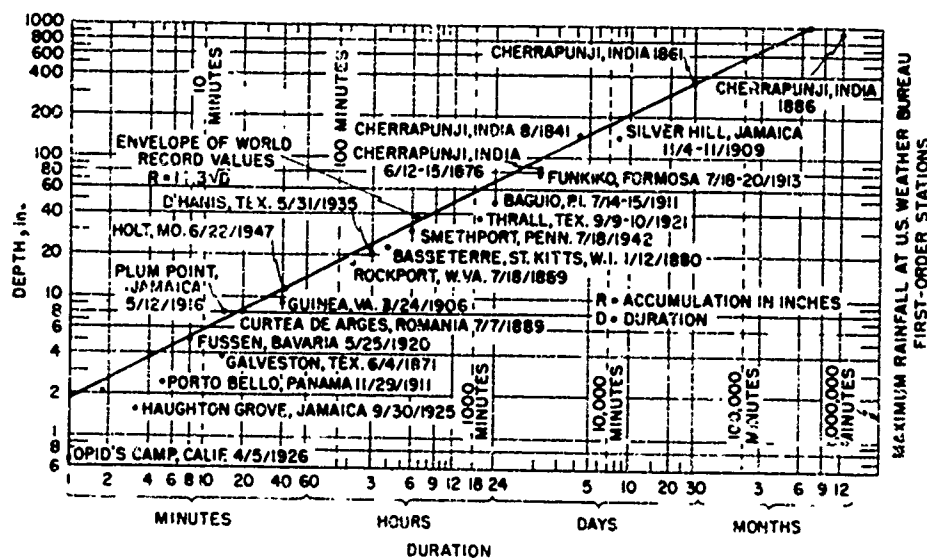 1000
800
600
400
200
100
80
60
40
20
10
8
6
4
2
1
8
6
DEPTH, in.
10
MINUTES
100 MINUTES
CHERRAPUNJI, INDIA 1861
CHERRAPUNJI, INDIA
1886
CHERRAPUNJI, INDIA 8/1841
SILVER HILL, JAMAICA
11/4-11/1909
ENVELOPE OF WORLD
RECORD VALUES
CHERRAPUNJI, INDIA
6/12-15/1876
FUNKIKO, FORMOSA 7/18-20/1913
D'HANIS, TEX. 5/31/1935
BAGUIO, P.I. 7/14-15/1911
THRALL, TEX. 9/9-10/1921
HOLT, MO. 6/22/1947
SMETHPORT, PENN. 7/18/1942
BASSETERRE, ST. KITTS, W.I. 1/12/1880
PLUM POINT,
JAMAICA
5/12/1916
ROCKPORT, W.VA. 7/18/1889
GUINEA, VA. 8/24/1906
R = ACCUMULATION IN INCHES
D = DURATION
CURTEA DE ARGES, ROMANIA 7/7/1889
FUSSEN, BAVARIA 5/25/1920
GALVESTON, TEX. 6/4/1871
PORTO BELLO, PANAMA 11/29/1911
HAUGHTON GROVE, JAMAICA 9/30/1925
1000
MINUTES
10,000
MINUTES
100,000
MINUTES
MINUTES
OPID'S CAMP, CALIF. 4/5/1926
1 2 4 6 8 10 20 40 60 3 6 9 12 18 24 5 10 20 30 3 6 9 12
MINUTES HOURS DAYS MONTHS
DURATION
MAXIMUM RAINFALL AT U.S. WEATHER BUREAU
FIRST-ORDER STATIONS